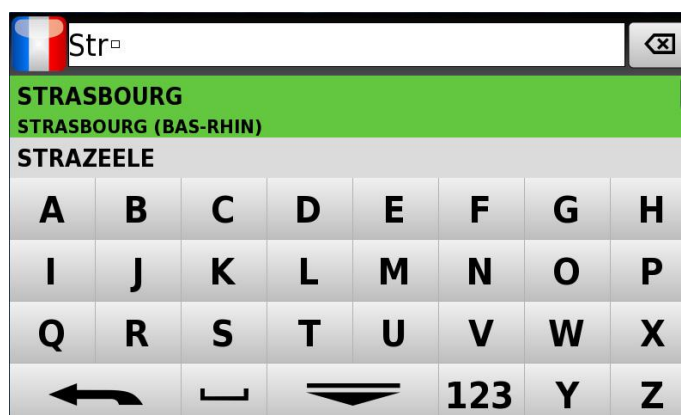 Str
STRASBOURG
STRASBOURG (BAS-RHIN)
STRAZEELE
A B C D E F G H
I J K L M N O P
Q R S T U V W X
123 Y Z